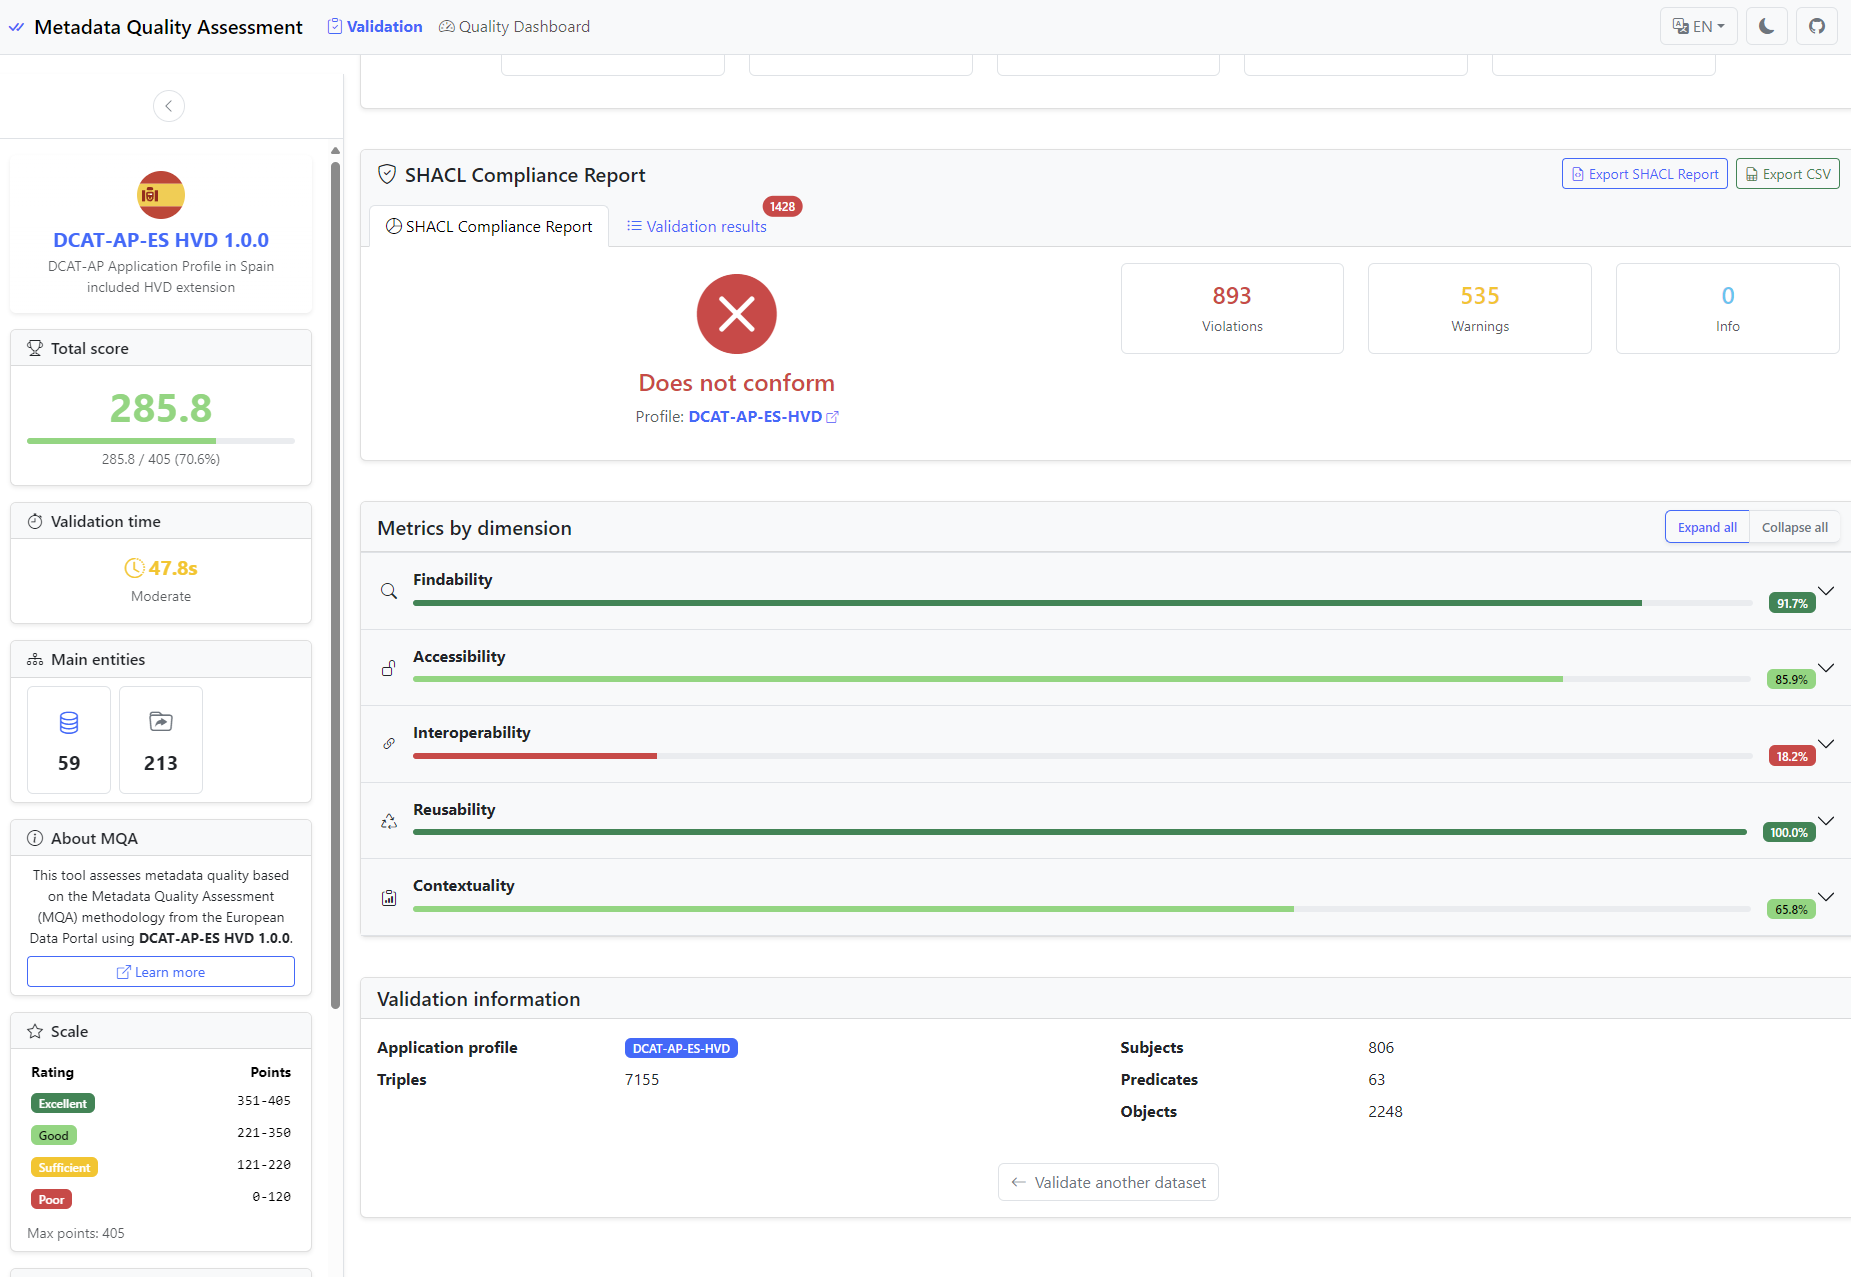 Metadata Quality Assessment
Validation
Quality Dashboard
EN
DCAT-AP-ES HVD 1.0.0
DCAT-AP Application Profile in Spain
included HVD extension
Total score
285.8
285.8 / 405 (70.6%)
Validation time
47.8s
Moderate
Main entities
59
213
About MQA
This tool assesses metadata quality based
on the Metadata Quality Assessment
(MQA) methodology from the European
Data Portal using DCAT-AP-ES HVD 1.0.0.
Learn more
Scale
Rating Points
Excellent 351-405
Good 221-350
Sufficient 121-220
Poor 0-120
Max points: 405
SHACL Compliance Report
Export SHACL Report
Export CSV
SHACL Compliance Report
Validation results
1428
Does not conform
Profile: DCAT-AP-ES-HVD
893
Violations
535
Warnings
0
Info
Metrics by dimension
Expand all
Collapse all
Findability
91.7%
Accessibility
85.9%
Interoperability
18.2%
Reusability
100.0%
Contextuality
65.8%
Validation information
Application profile DCAT-AP-ES-HVD
Triples 7155
Subjects 806
Predicates 63
Objects 2248
Validate another dataset